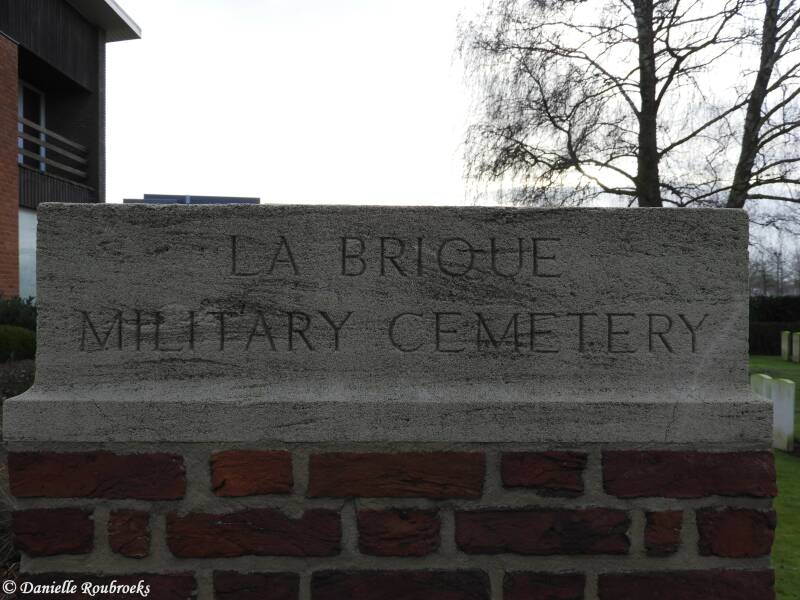 LA BRIQUE
MILITARY CEMETERY
© Danielle Roubroeks